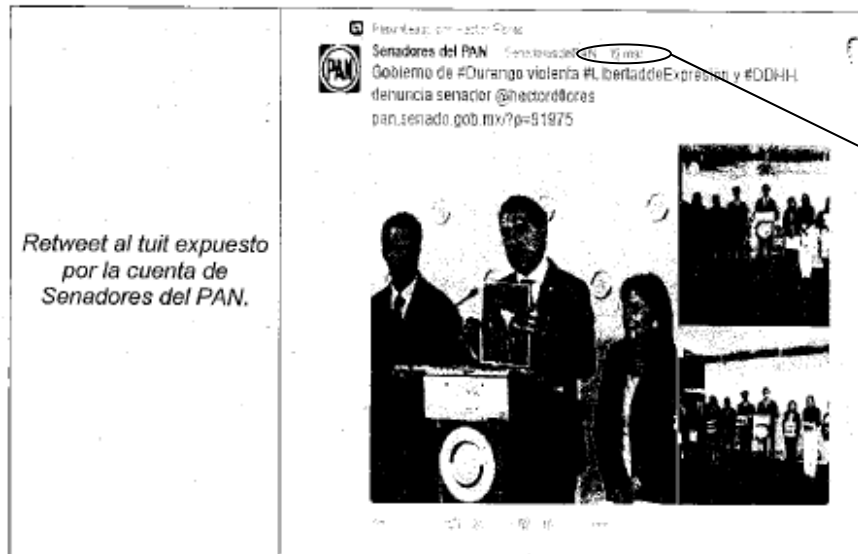 Retweet al tuit expuesto
por la cuenta de
Senadores del PAN.
Senadores del PAN
PAN
Gobierno de #Durango violenta #LibertaddeExpresión y #DDHH,
denuncia senador @hectordflores
pan.senado.gob.mx/?p=91975